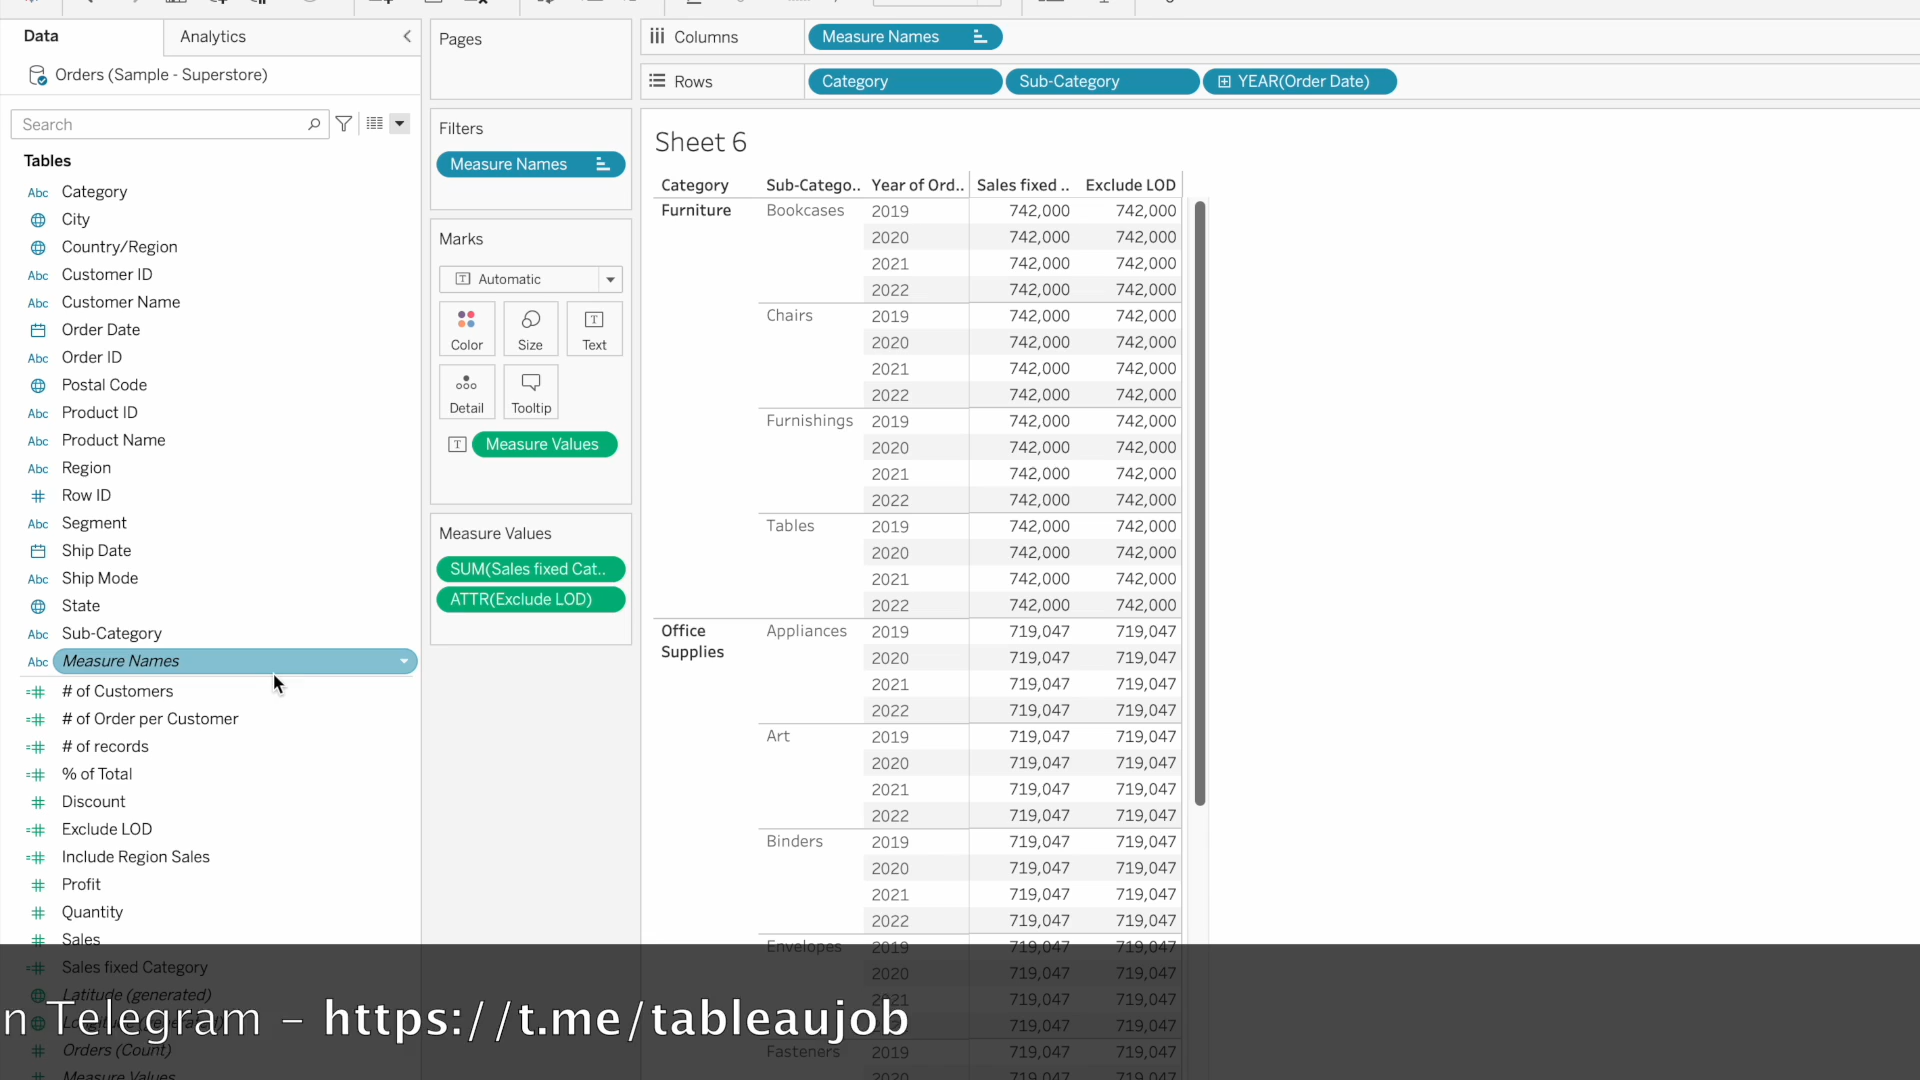 Data
Analytics
Orders (Sample - Superstore)
Search
Tables
Abc Category
City
Country/Region
Abc Customer ID
Abc Customer Name
Order Date
Abc Order ID
Postal Code
Abc Product ID
Abc Product Name
Abc Region
Row ID
Abc Segment
Ship Date
Abc Ship Mode
State
Abc Sub-Category
Abc Measure Names
# of Customers
# of Order per Customer
# of records
% of Total
Discount
Exclude LOD
Include Region Sales
Profit
Quantity
Sales
Sales fixed Category
Latitude (generated)
Orders (Count)
Measure Values
Pages
Filters
Measure Names
Marks
Automatic
Color Size Text
Detail Tooltip
Measure Values
Measure Values
SUM(Sales fixed Cat..
ATTR(Exclude LOD)
Columns Measure Names
Rows Category Sub-Category YEAR(Order Date)
Sheet 6
Category Sub-Catego.. Year of Ord.. Sales fixed .. Exclude LOD
Furniture Bookcases 2019 742,000 742,000
2020 742,000 742,000
2021 742,000 742,000
2022 742,000 742,000
Chairs 2019 742,000 742,000
2020 742,000 742,000
2021 742,000 742,000
2022 742,000 742,000
Furnishings 2019 742,000 742,000
2020 742,000 742,000
2021 742,000 742,000
2022 742,000 742,000
Tables 2019 742,000 742,000
2020 742,000 742,000
2021 742,000 742,000
2022 742,000 742,000
Office Appliances 2019 719,047 719,047
Supplies
2020 719,047 719,047
2021 719,047 719,047
2022 719,047 719,047
Art 2019 719,047 719,047
2020 719,047 719,047
2021 719,047 719,047
2022 719,047 719,047
Binders 2019 719,047 719,047
2020 719,047 719,047
2021 719,047 719,047
2022 719,047 719,047
Envelopes 2019 719,047 719,047
2020 719,047 719,047
2021 719,047 719,047
719,047 719,047
Fasteners 2019 719,047 719,047
2020 719,047 719,047
n Telegram – https://t.me/tableaujob